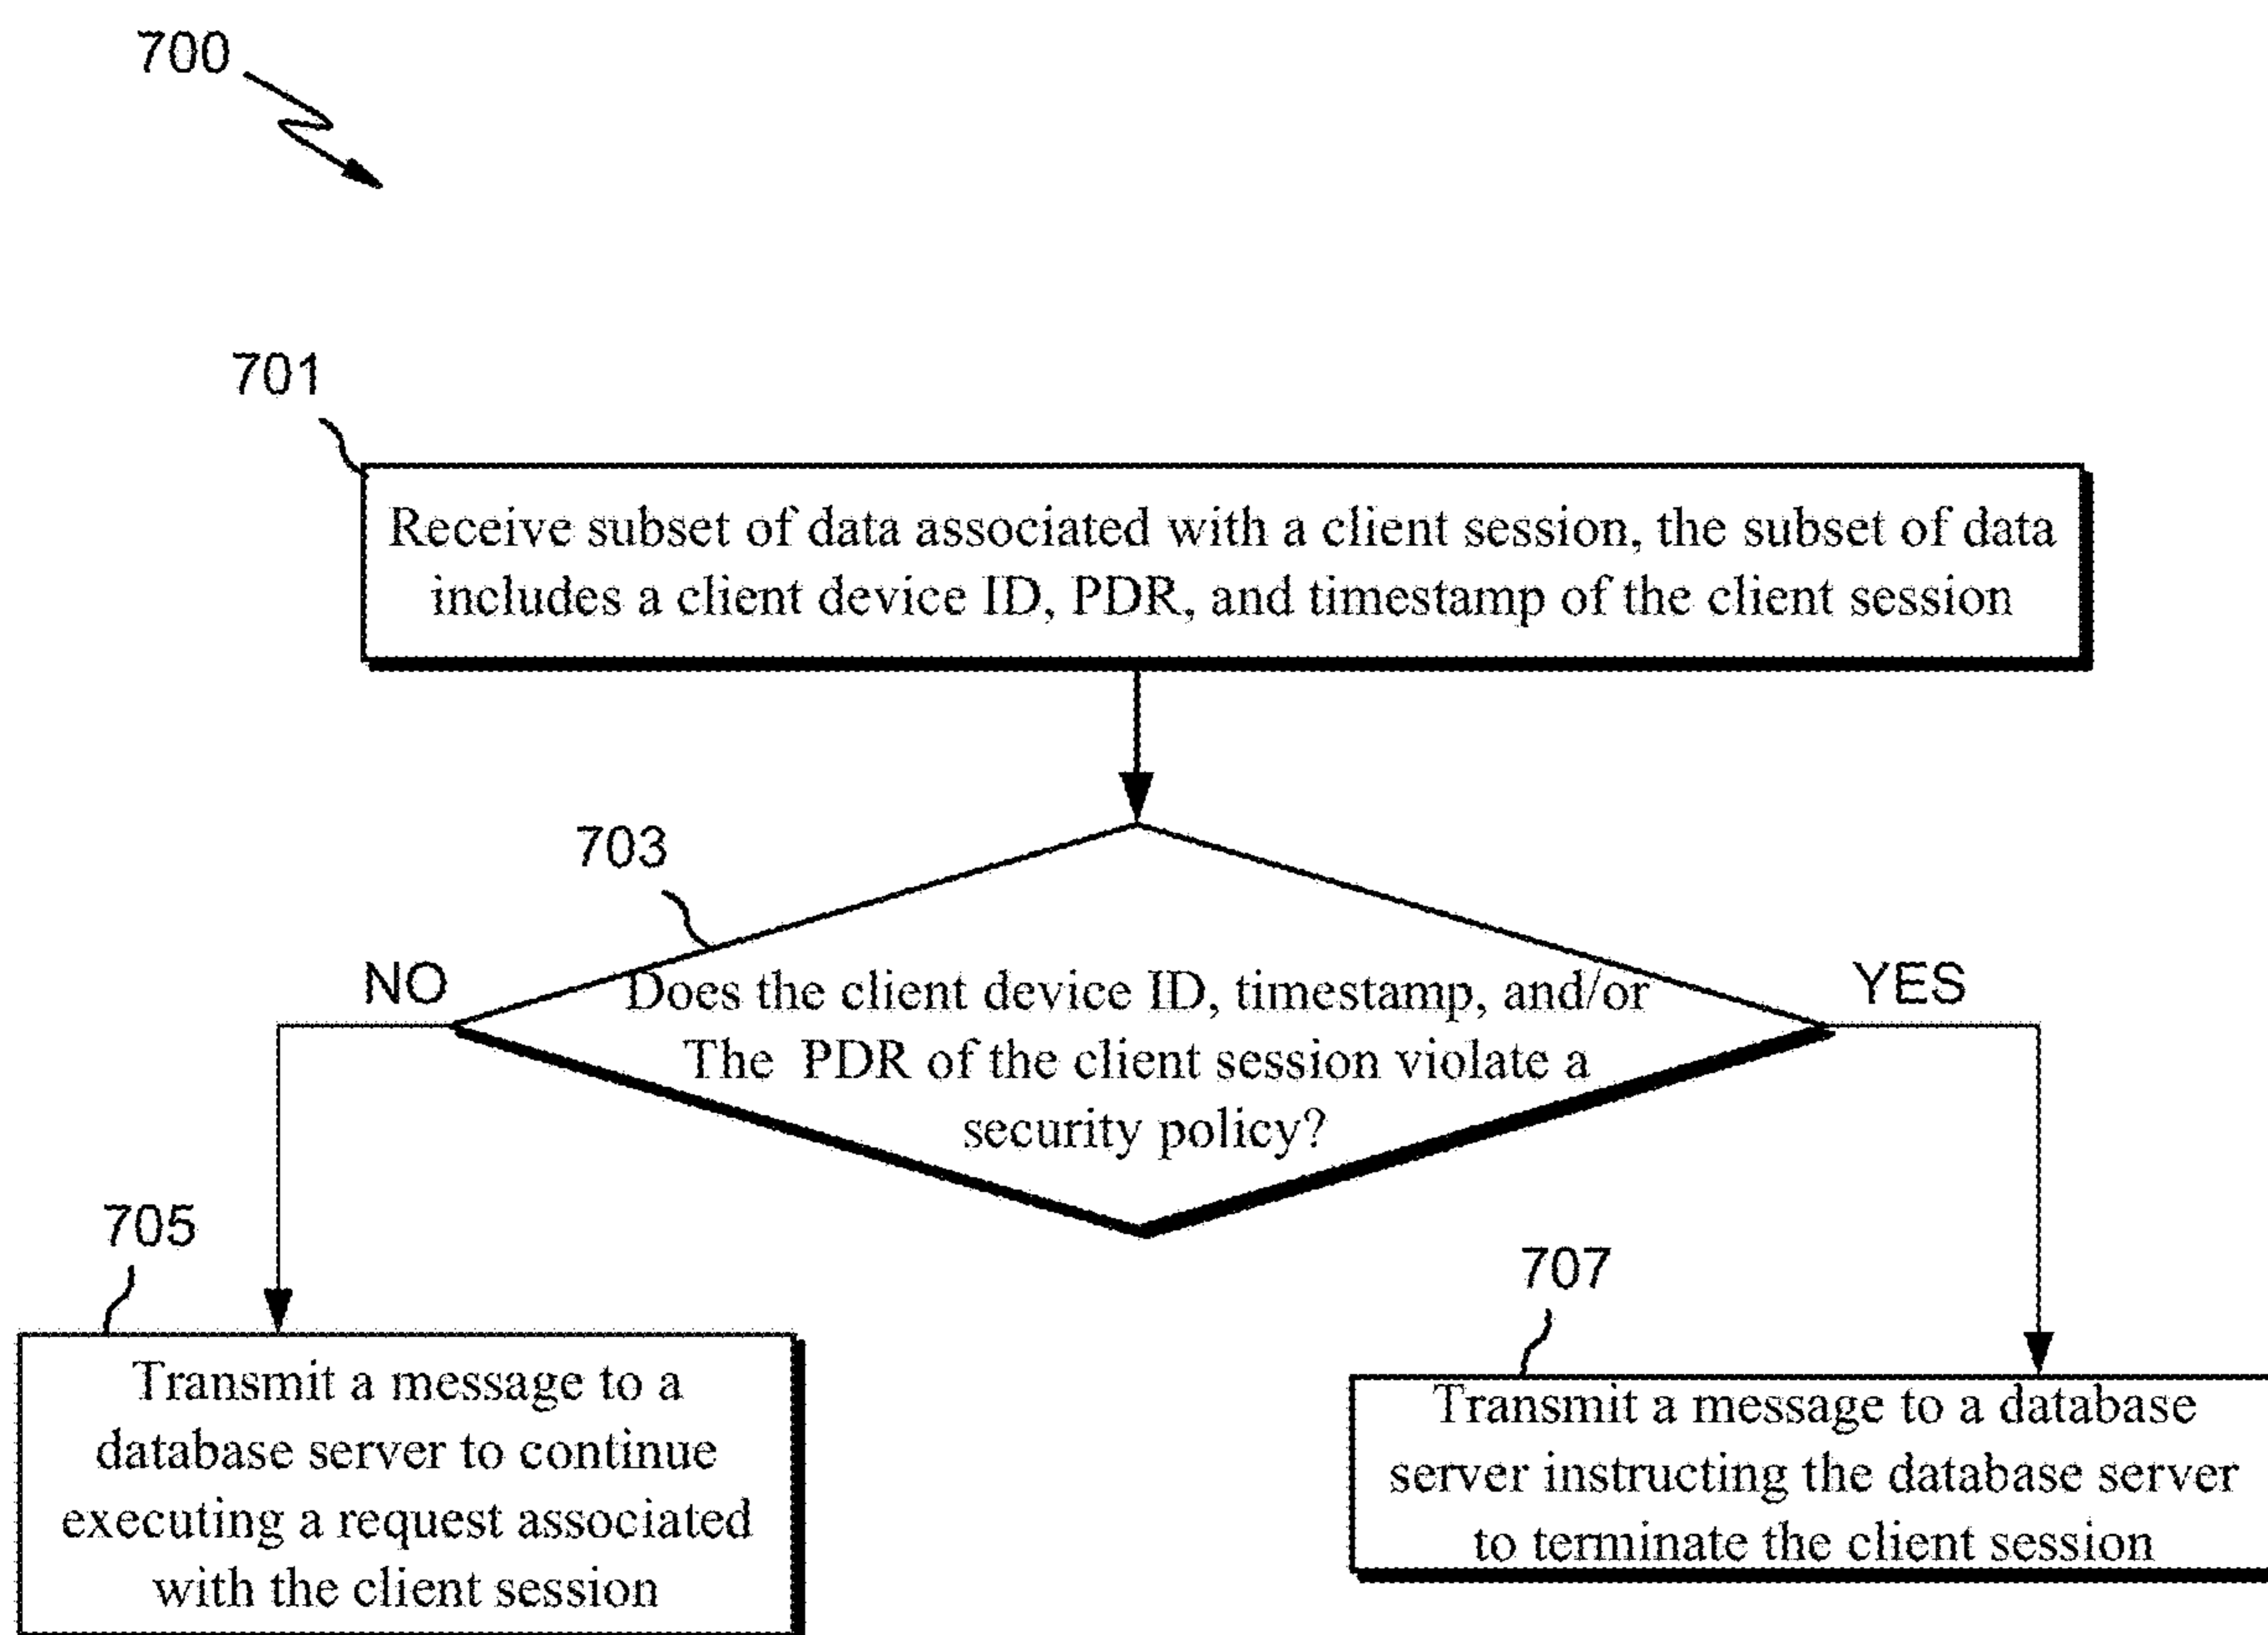 700
701
Receive subset of data associated with a client session, the subset of data
includes a client device ID, PDR, and timestamp of the client session
703
NO
YES
Does the client device ID, timestamp, and/or
The PDR of the client session violate a
security policy?
705
Transmit a message to a
database server to continue
executing a request associated
with the client session
707
Transmit a message to a database
server instructing the database server
to terminate the client session